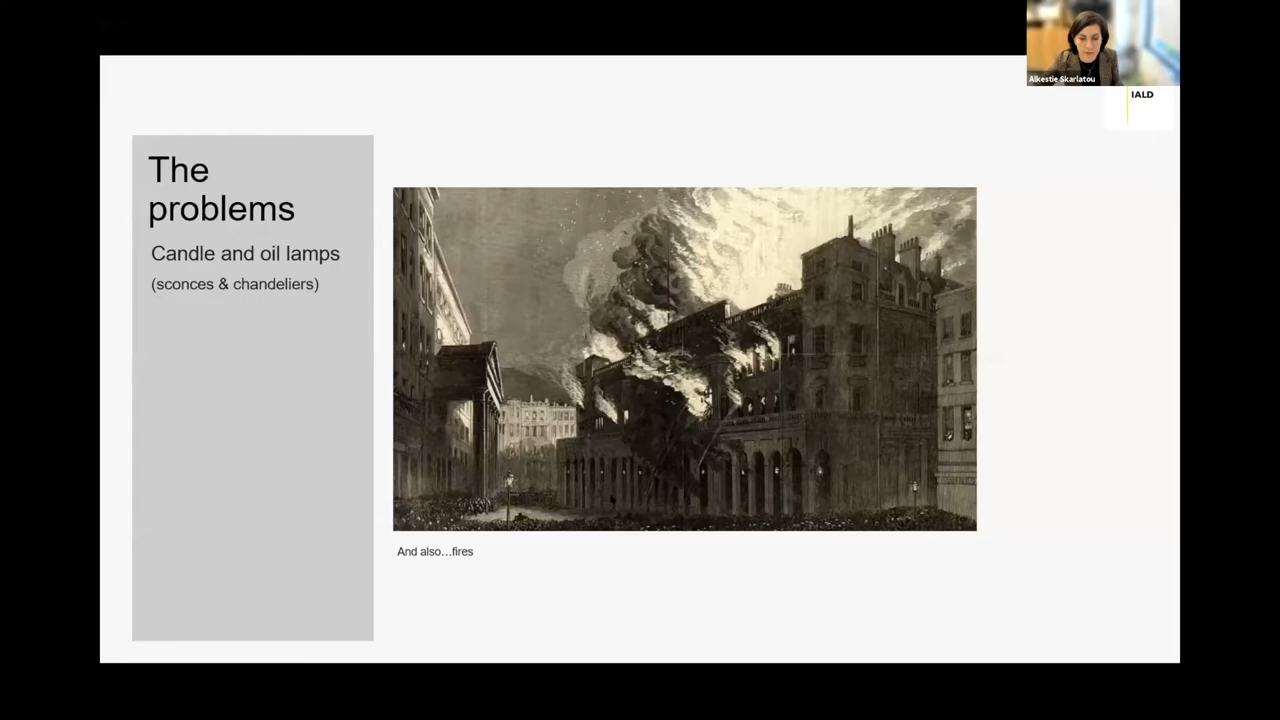 Alkestie Skarlatou
IALD
The
problems
Candle and oil lamps
(sconces & chandeliers)
And also…fires